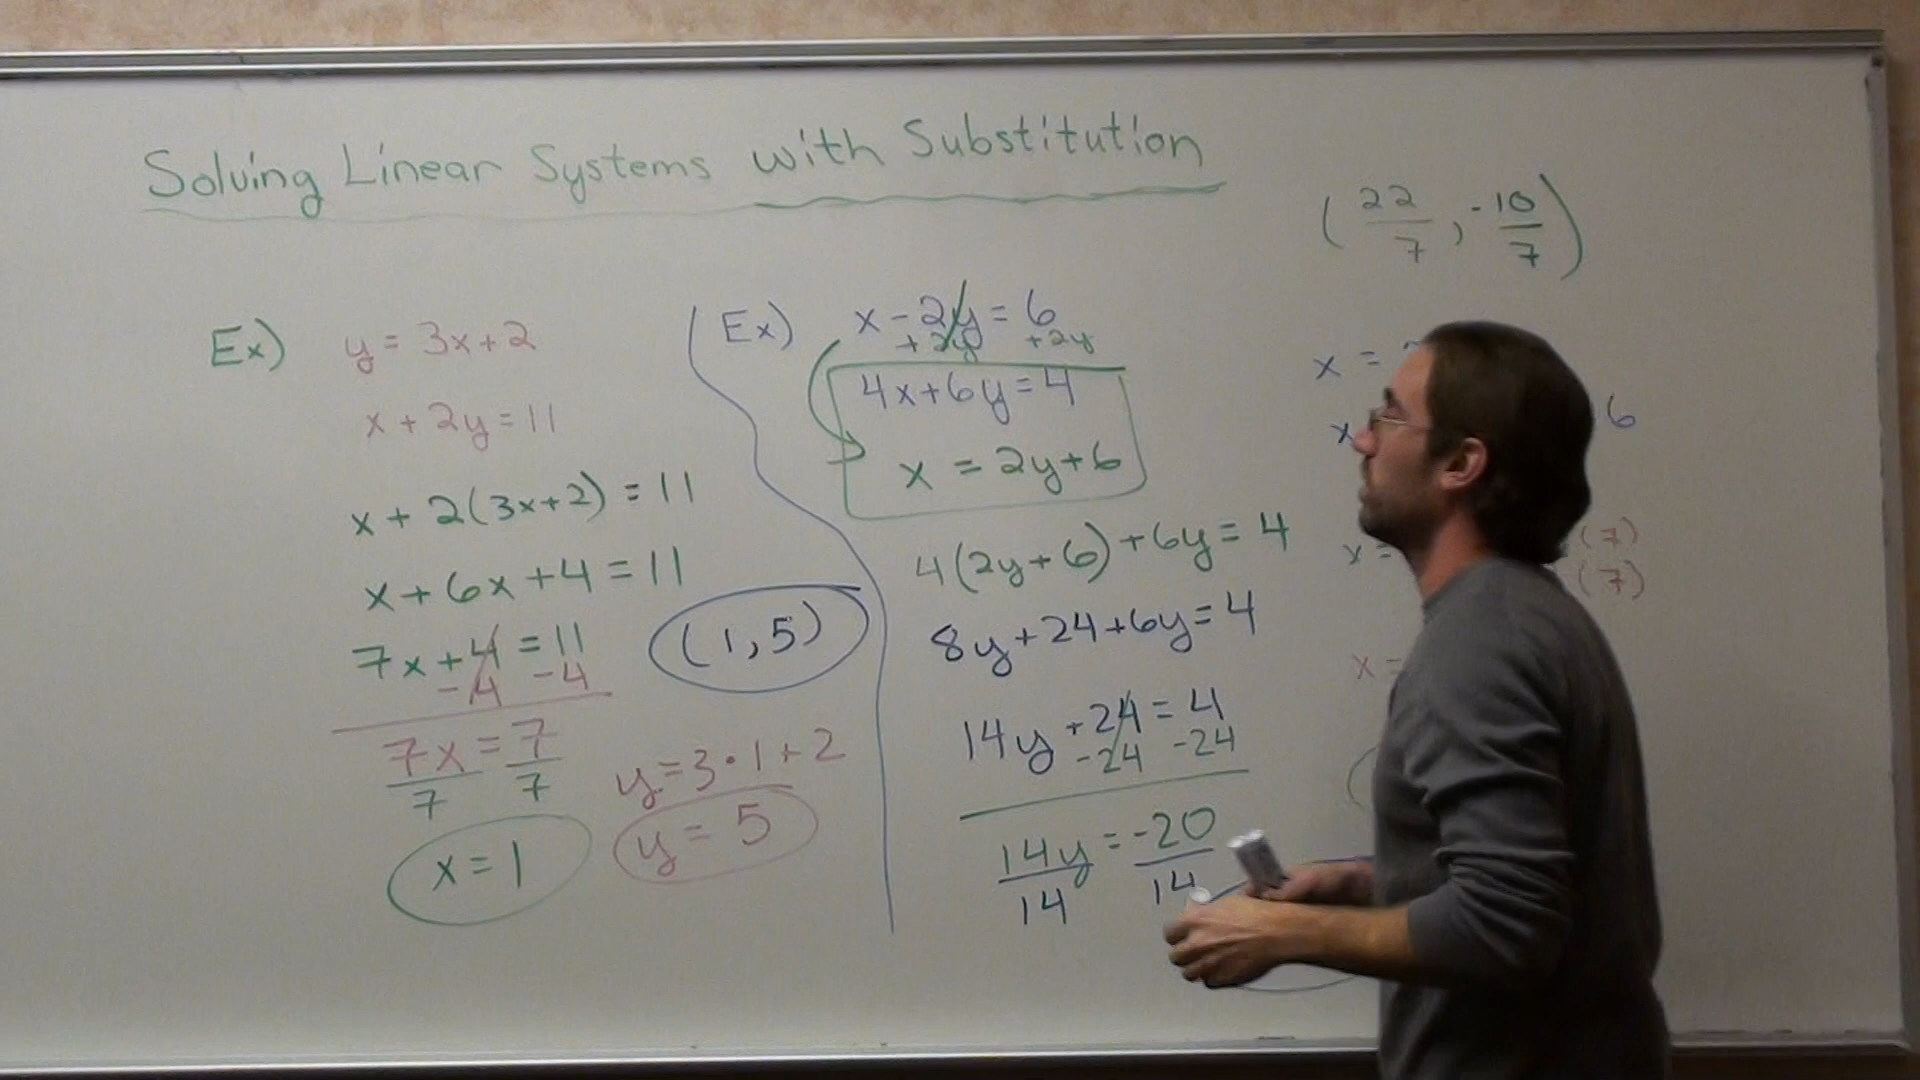 Solving Linear Systems with Substitution
Ex) y = 3x+2
x + 2y = 11
x + 2(3x+2) = 11
x + 6x + 4 = 11
7x + 4 = 11
-4 -4
7x = 7
7 7
x = 1
(1,5)
y = 3·1+2
y = 5
Ex) x - 2y = 6
+2y +2y
4x+6y=4
x = 2y+6
4(2y+6)+6y=4
8y+24+6y=4
14y+24=4
-24 -24
14y=-20
14 14
(22/7, -10/7)
x =
x 6
x = (7)
(7)
x =